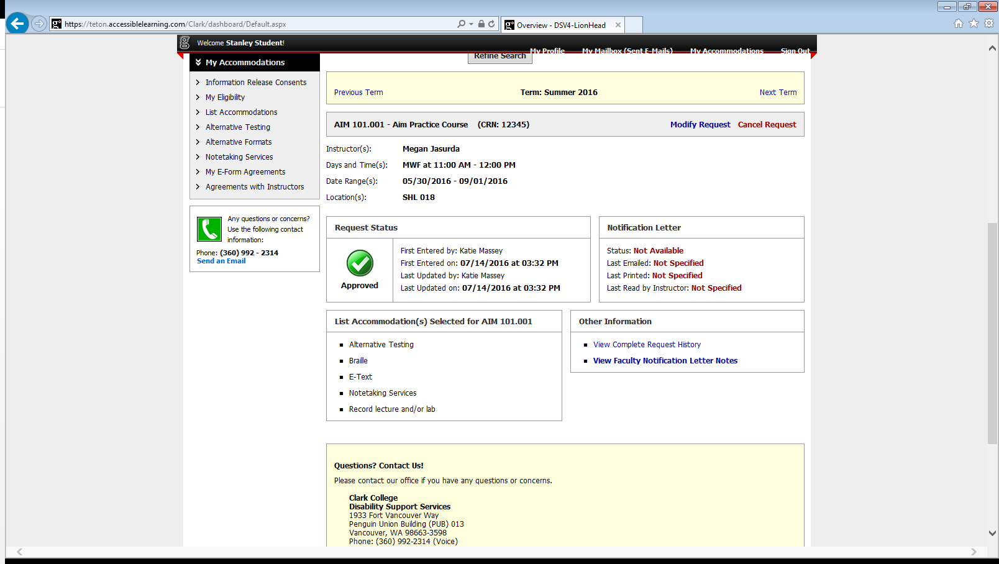 https://teton.accessiblelearning.com/Clark/dashboard/Default.aspx
Overview - DSV4-LionHead
Welcome Stanley Student!
My Profile
My Mailbox (Sent E-Mails)
My Accommodations
Sign Out
My Accommodations
Information Release Consents
My Eligibility
List Accommodations
Alternative Testing
Alternative Formats
Notetaking Services
My E-Form Agreements
Agreements with Instructors
Any questions or concerns?
Use the following contact
information:
Phone: (360) 992 - 2314
Send an Email
Refine Search
Previous Term
Term: Summer 2016
Next Term
AIM 101.001 - Aim Practice Course (CRN: 12345)
Modify Request
Cancel Request
Instructor(s): Megan Jasurda
Days and Time(s): MWF at 11:00 AM - 12:00 PM
Date Range(s): 05/30/2016 - 09/01/2016
Location(s): SHL 018
Request Status
Approved
First Entered by: Katie Massey
First Entered on: 07/14/2016 at 03:32 PM
Last Updated by: Katie Massey
Last Updated on: 07/14/2016 at 03:32 PM
Notification Letter
Status: Not Available
Last Emailed: Not Specified
Last Printed: Not Specified
Last Read by Instructor: Not Specified
List Accommodation(s) Selected for AIM 101.001
Alternative Testing
Braille
E-Text
Notetaking Services
Record lecture and/or lab
Other Information
View Complete Request History
View Faculty Notification Letter Notes
Questions? Contact Us!
Please contact our office if you have any questions or concerns.
Clark College
Disability Support Services
1933 Fort Vancouver Way
Penguin Union Building (PUB) 013
Vancouver, WA 98663-3598
Phone: (360) 992-2314 (Voice)